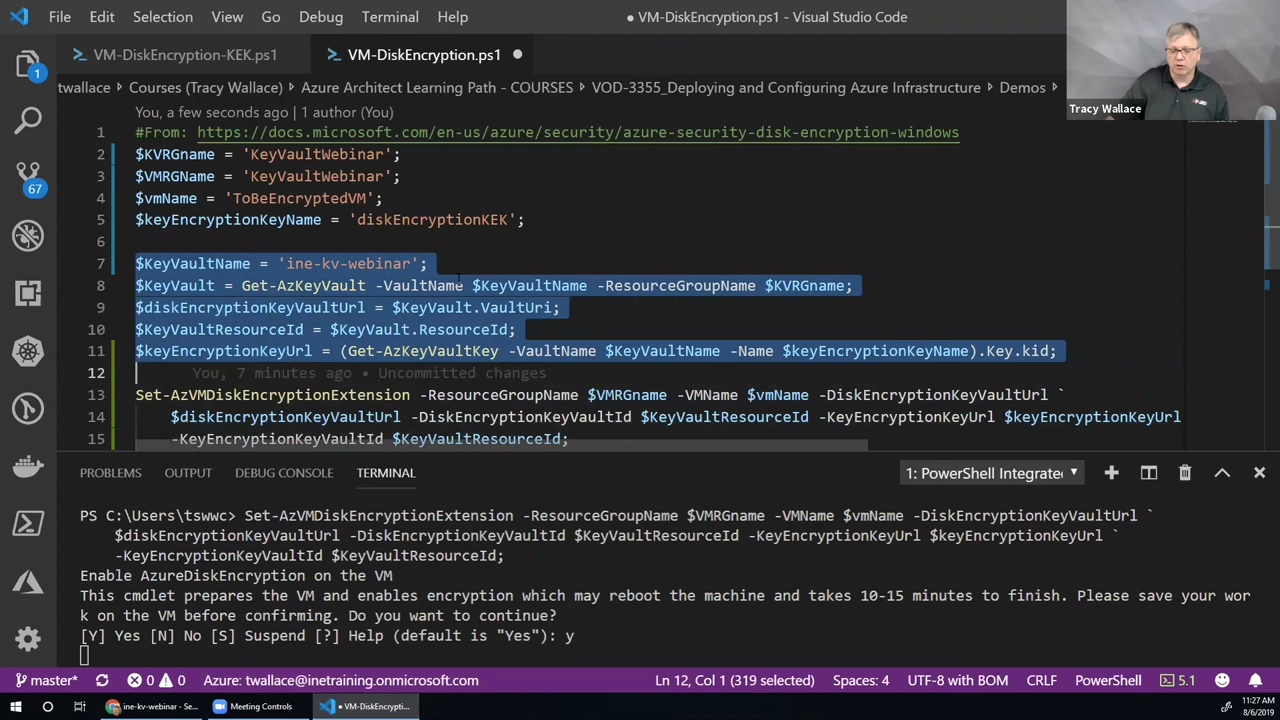 File Edit Selection View Go Debug Terminal Help
● VM-DiskEncryption.ps1 - Visual Studio Code
VM-DiskEncryption-KEK.ps1
VM-DiskEncryption.ps1 ●
twallace > Courses (Tracy Wallace) > Azure Architect Learning Path - COURSES > VOD-3355_Deploying and Configuring Azure Infrastructure > Demos >
Tracy Wallace
You, a few seconds ago | 1 author (You)
1 #From: https://docs.microsoft.com/en-us/azure/security/azure-security-disk-encryption-windows
2 $KVRGname = 'KeyVaultWebinar';
3 $VMRGName = 'KeyVaultWebinar';
4 $vmName = 'ToBeEncryptedVM';
5 $keyEncryptionKeyName = 'diskEncryptionKEK';
6
7 $KeyVaultName = 'ine-kv-webinar';
8 $KeyVault = Get-AzKeyVault -VaultName $KeyVaultName -ResourceGroupName $KVRGname;
9 $diskEncryptionKeyVaultUrl = $KeyVault.VaultUri;
10 $KeyVaultResourceId = $KeyVault.ResourceId;
11 $keyEncryptionKeyUrl = (Get-AzKeyVaultKey -VaultName $KeyVaultName -Name $keyEncryptionKeyName).Key.kid;
12 You, 7 minutes ago • Uncommitted changes
13 Set-AzVMDiskEncryptionExtension -ResourceGroupName $VMRGname -VMName $vmName -DiskEncryptionKeyVaultUrl `
14 $diskEncryptionKeyVaultUrl -DiskEncryptionKeyVaultId $KeyVaultResourceId -KeyEncryptionKeyUrl $keyEncryptionKeyUrl
15 -KeyEncryptionKeyVaultId $KeyVaultResourceId;
1
67
PROBLEMS OUTPUT DEBUG CONSOLE TERMINAL
1: PowerShell Integrate
PS C:\Users\tswwc> Set-AzVMDiskEncryptionExtension -ResourceGroupName $VMRGname -VMName $vmName -DiskEncryptionKeyVaultUrl `
$diskEncryptionKeyVaultUrl -DiskEncryptionKeyVaultId $KeyVaultResourceId -KeyEncryptionKeyUrl $keyEncryptionKeyUrl `
-KeyEncryptionKeyVaultId $KeyVaultResourceId;
Enable AzureDiskEncryption on the VM
This cmdlet prepares the VM and enables encryption which may reboot the machine and takes 10-15 minutes to finish. Please save your wor
k on the VM before confirming. Do you want to continue?
[Y] Yes [N] No [S] Suspend [?] Help (default is "Yes"): y
master* 0 0 Azure: twallace@inetraining.onmicrosoft.com Ln 12, Col 1 (319 selected) Spaces: 4 UTF-8 with BOM CRLF PowerShell 5.1
ine-kv-webinar - Se...
Meeting Controls
● VM-DiskEncrypti...
11:27 AM
8/6/2019